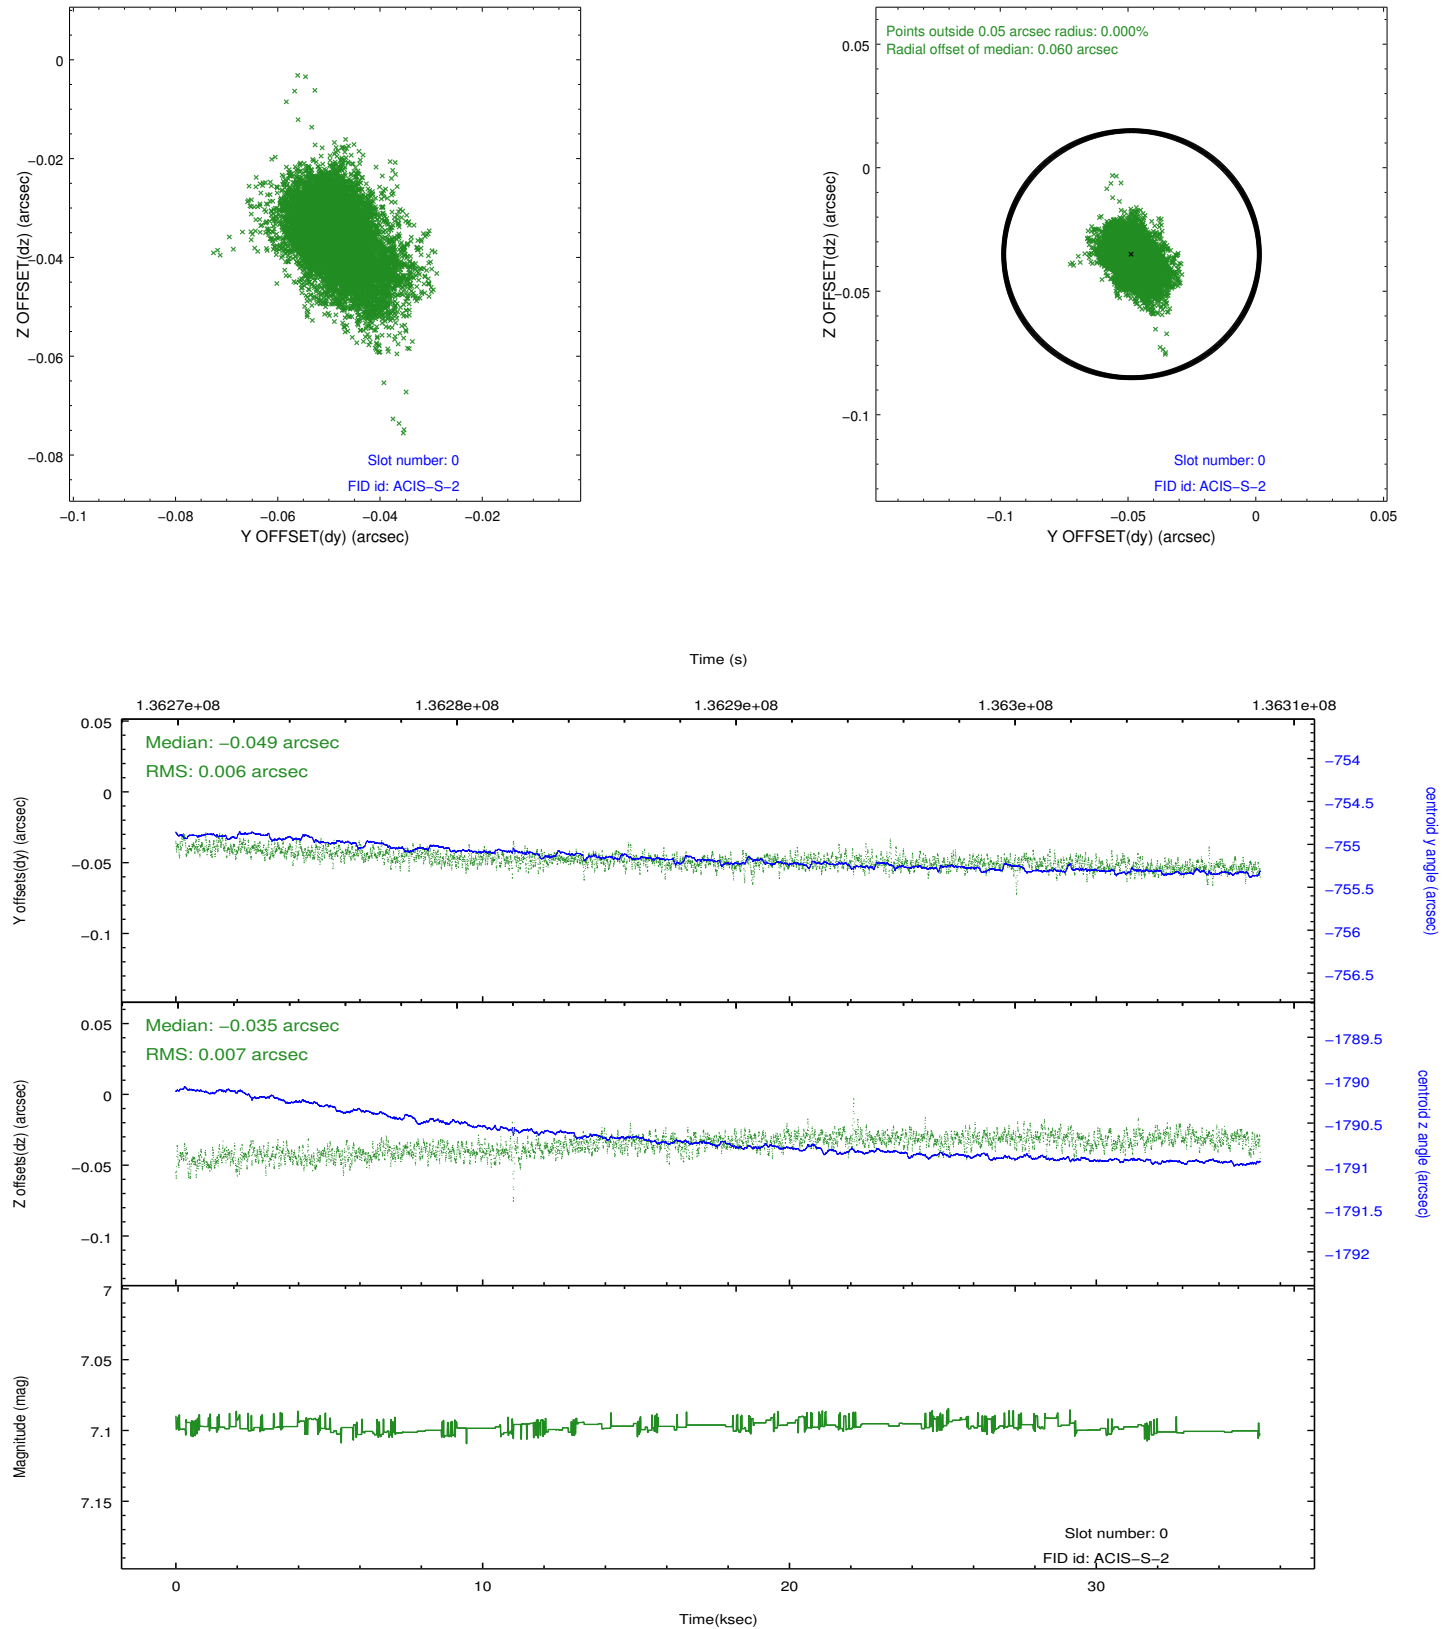 0
−0.02
−0.04
−0.06
−0.08
Z OFFSET(dz) (arcsec)
Slot number: 0
FID id: ACIS−S−2
−0.1
−0.08
−0.06
−0.04
−0.02
Y OFFSET(dy) (arcsec)
Points outside 0.05 arcsec radius: 0.000%
Radial offset of median: 0.060 arcsec
0.05
0
−0.05
−0.1
Z OFFSET(dz) (arcsec)
Slot number: 0
FID id: ACIS−S−2
−0.1
−0.05
0
0.05
Y OFFSET(dy) (arcsec)
Time (s)
1.3627e+08
1.3628e+08
1.3629e+08
1.363e+08
1.3631e+08
Median: −0.049 arcsec
RMS: 0.006 arcsec
0.05
0
−0.05
−0.1
Y offsets(dy) (arcsec)
−754
−754.5
−755
−755.5
−756
−756.5
centroid y angle (arcsec)
Median: −0.035 arcsec
RMS: 0.007 arcsec
0.05
0
−0.05
−0.1
Z offsets(dz) (arcsec)
−1789.5
−1790
−1790.5
−1791
−1791.5
−1792
centroid z angle (arcsec)
7
7.05
7.1
7.15
Magnitude (mag)
Slot number: 0
FID id: ACIS−S−2
0
10
20
30
Time(ksec)